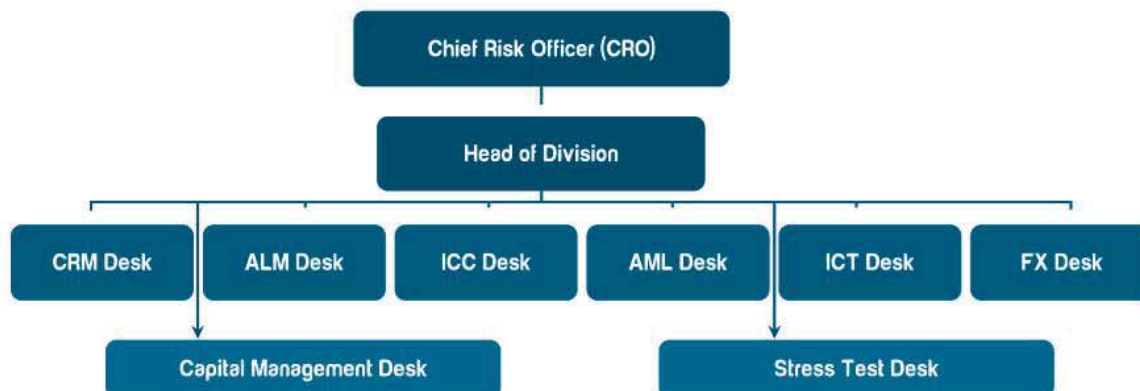 Chief Risk Officer (CRO)
Head of Division
CRM Desk
ALM Desk
ICC Desk
AML Desk
ICT Desk
FX Desk
Capital Management Desk
Stress Test Desk